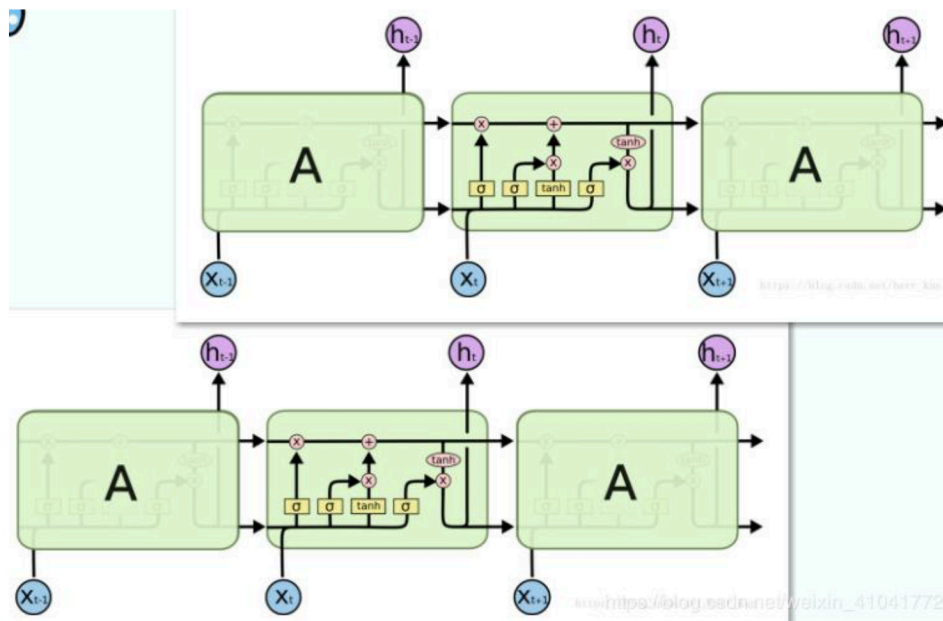 hₜ₋₁ hₜ hₜ₊₁
x + tanh
A x x A
σ σ tanh σ
Xₜ₋₁ Xₜ Xₜ₊₁
hₜ₋₁ hₜ hₜ₊₁
x + tanh
A x x A
σ σ tanh σ
Xₜ₋₁ Xₜ Xₜ₊₁
https://blog.csdn.net/weixin_41041772